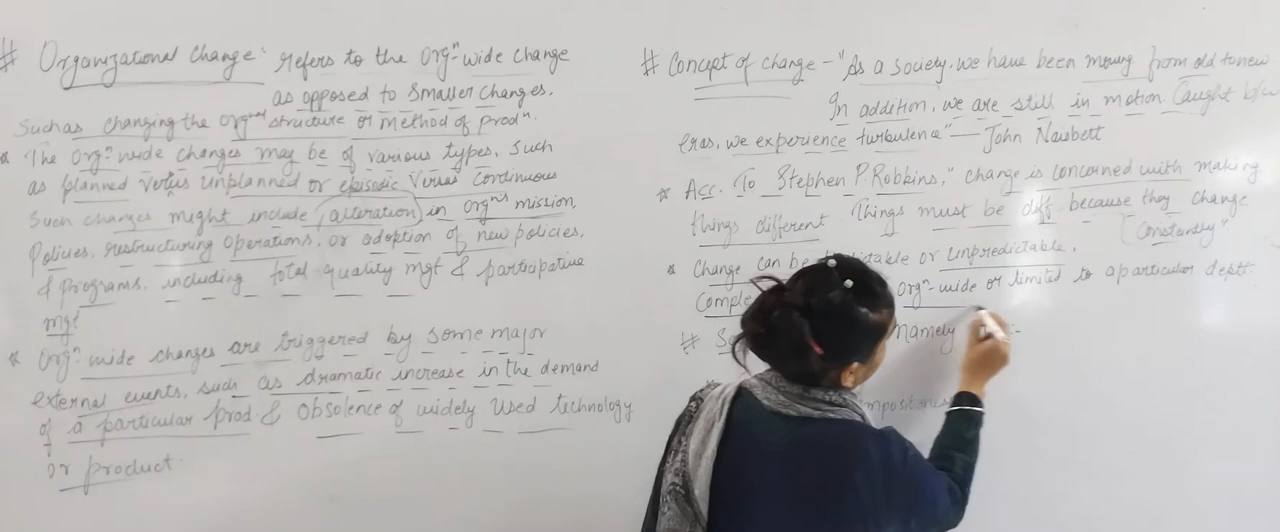 # Organizational Change: refers to the Orgⁿ-wide change
as opposed to smaller changes.
Such as changing the orgⁿᵃˡ structure or method of prodⁿ.
* The Orgⁿ-wide changes may be of various types, Such
as planned versus unplanned or episodic versus continuous
Such changes might include, (alteration) in orgⁿ's mission,
Policies, restructuring operations, or adoption of new policies,
& programs, including total quality mgt & participative
mgt
* Orgⁿ-wide changes are triggered by some major
external events, such as dramatic increase in the demand
of a particular prod & obsolence of widely used technology
or product.
# Concept of change - "As a society, we have been moving from old to new
In addition, we are still in motion Caught b/w
eras, we experience turbulence" - John Naisbett
* Acc. To Stephen P. Robbins, "Change is concerned with making
things different Things must be diff because they change
constantly".
* Change can be or unpredictable,
Orgⁿ-wide or limited to a particular deptt.
# namely